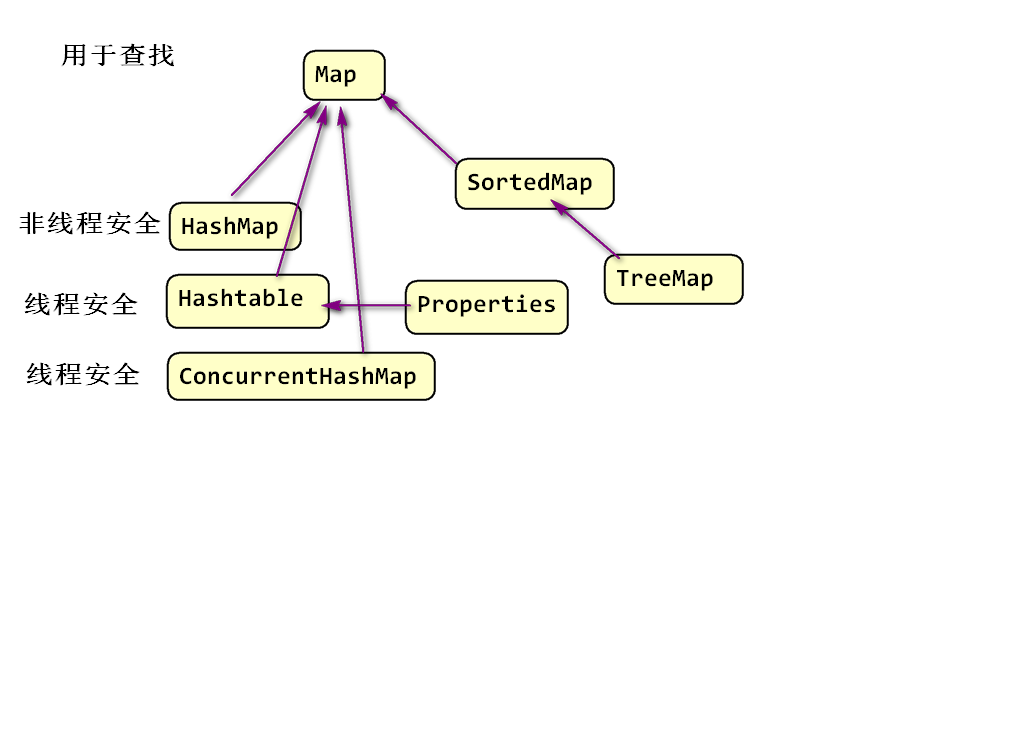 用于查找
Map
SortedMap
非线程安全
HashMap
TreeMap
线程安全
Hashtable
Properties
线程安全
ConcurrentHashMap